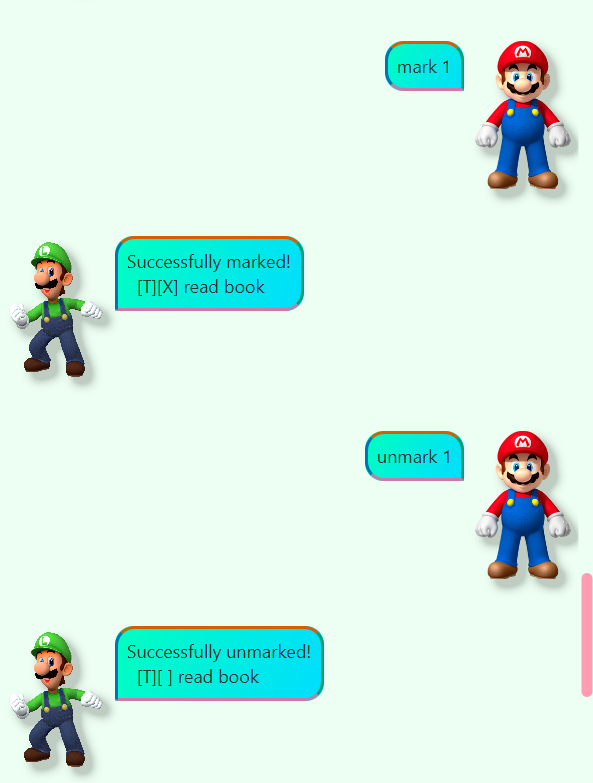 mark 1
Successfully marked!
[T][X] read book
unmark 1
Successfully unmarked!
[T][ ] read book